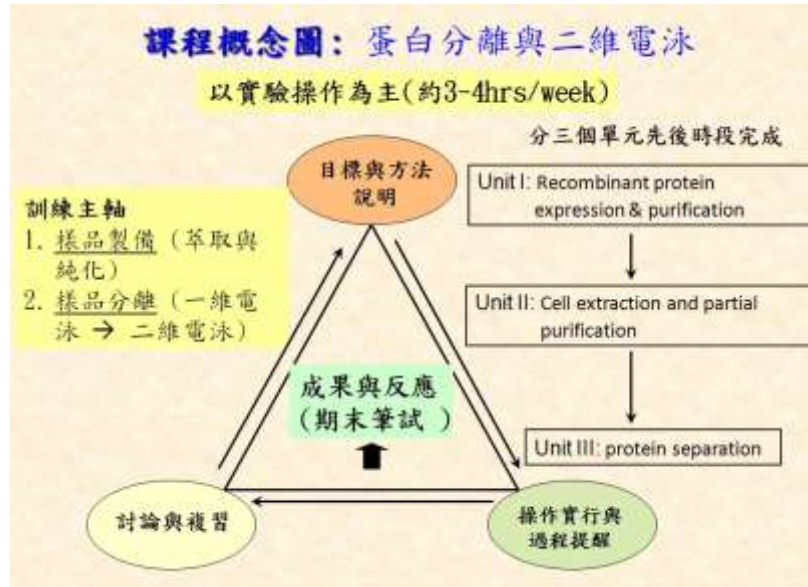 課程概念圖: 蛋白分離與二維電泳
以實驗操作為主(約3-4hrs/week)
分三個單元先後時段完成
目標與方法
說明
Unit I: Recombinant protein
expression & purification
訓練主軸
1. 樣品製備 (萃取與
純化)
2. 樣品分離 (一維電
泳 → 二維電泳)
Unit II: Cell extraction and partial
purification
成果與反應
(期末筆試 )
Unit III: protein separation
討論與複習
操作實行與
過程提醒